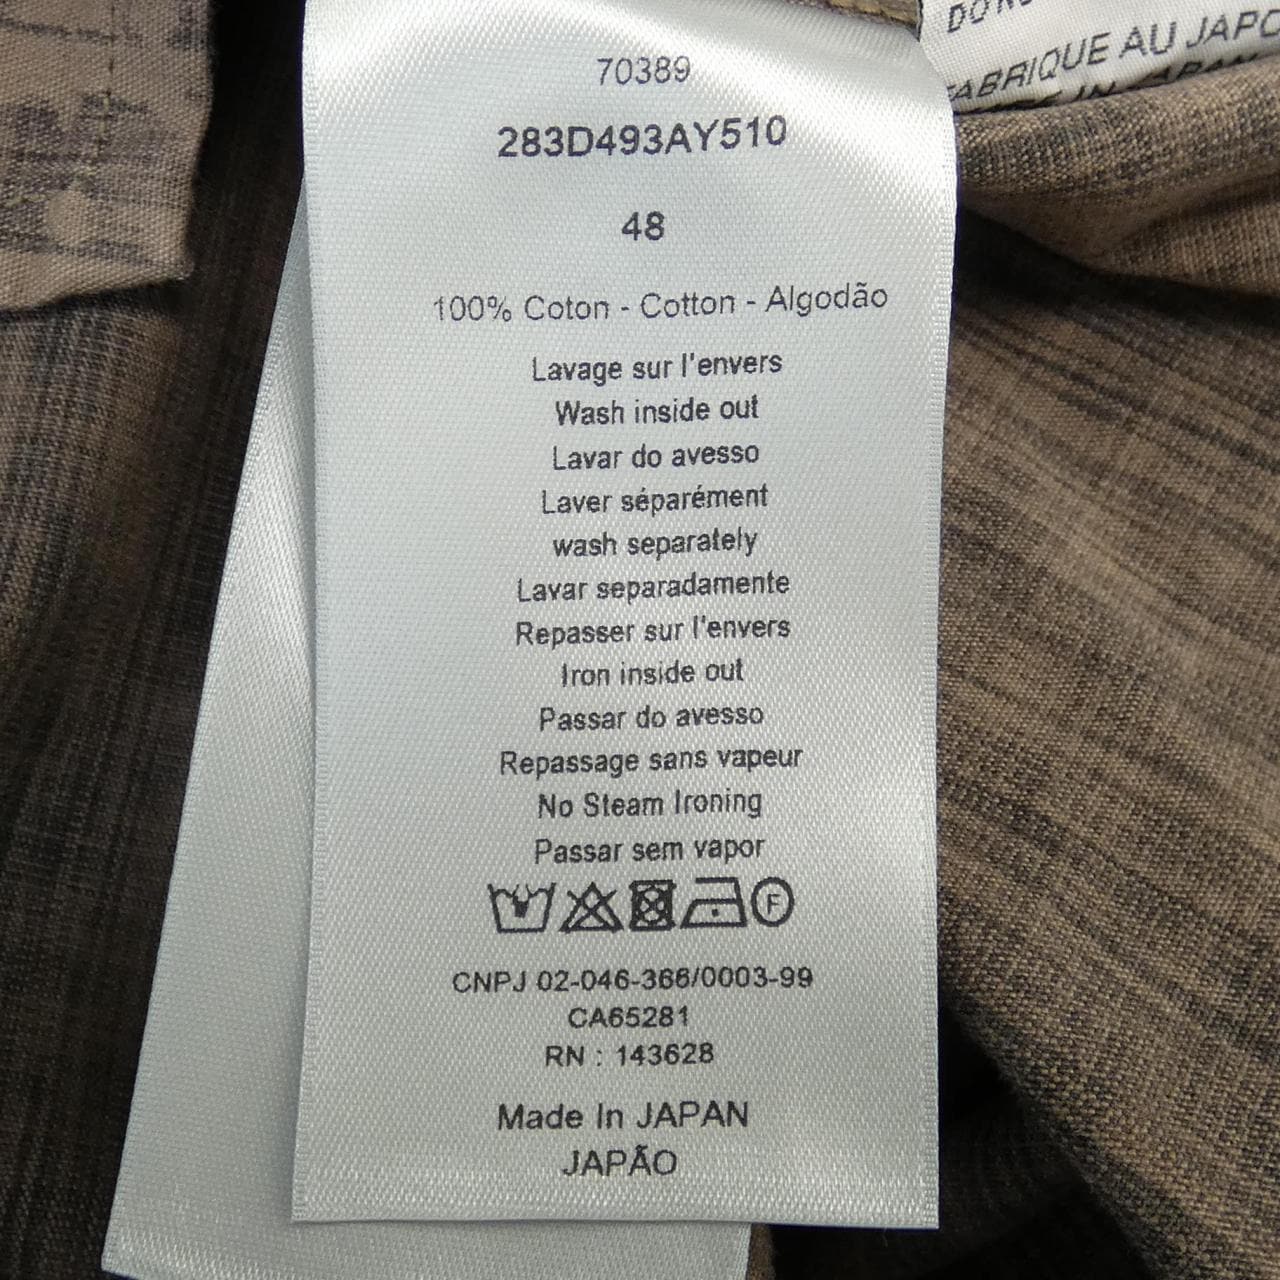 70389
283D493AY510
48
100% Coton - Cotton - Algodão
Lavage sur l'envers
Wash inside out
Lavar do avesso
Laver séparément
wash separately
Lavar separadamente
Repasser sur l'envers
Iron inside out
Passar do avesso
Repassage sans vapeur
No Steam Ironing
Passar sem vapor
F
CNPJ 02-046-366/0003-99
CA65281
RN : 143628
Made In JAPAN
JAPÃO
AU JAPO